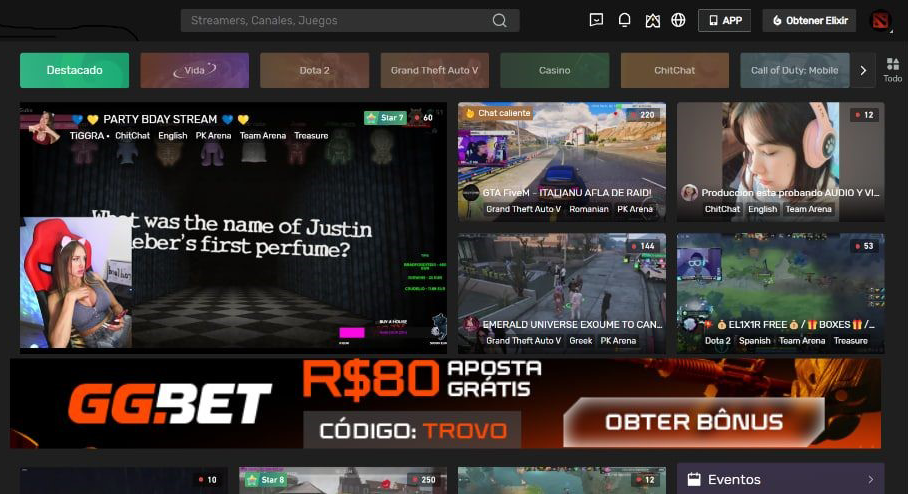 Streamers, Canales, Juegos
APP
Obtener Elixir
Destacado
Vida
Dota 2
Grand Theft Auto V
Casino
ChitChat
Call of Duty: Mobile
Todo
PARTY BDAY STREAM
Star 7
60
TiGGRA • ChitChat English PK Arena Team Arena Treasure
What was the name of Justin
ieber's first perfume?
BUY A HOUSE
Chat caliente
220
GTA FiveM - ITALIANU AFLA DE RAID!
Grand Theft Auto V Romanian PK Arena
12
Produccion esta probando AUDIO Y VI...
ChitChat English Team Arena
144
EMERALD UNIVERSE EXOUME TO CAN...
Grand Theft Auto V Greek PK Arena
53
EL1X1R FREE / BOXES /...
Dota 2 Spanish Team Arena Treasure
GG.BET
R$80 APOSTA
GRÁTIS
CÓDIGO: TROVO
OBTER BÔNUS
10
Star 8
250
12
Eventos